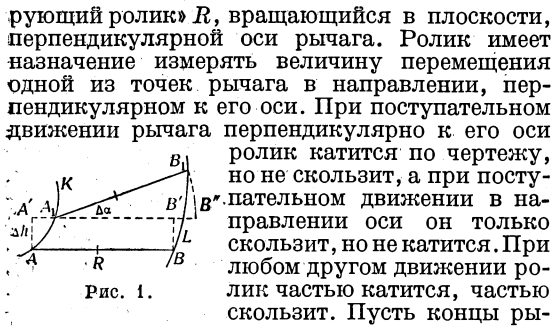 рующий ролик» R, вращающийся в плоскости,
перпендикулярной оси рычага. Ролик имеет
назначение измерять величину перемещения
одной из точек рычага в направлении, пер-
пендикулярном к его оси. При поступательном
движении рычага перпендикулярно к его оси
ролик катится по чертежу,
но не скользит, а при посту-
пательном движении в на-
правлении оси он только
скользит, но не катится. При
любом другом движении ро-
лик частью катится, частью
скользит. Пусть концы ры-
K
B₁
A' A₁ Δα B' B"
Δh
L
A R B
Рис. 1.